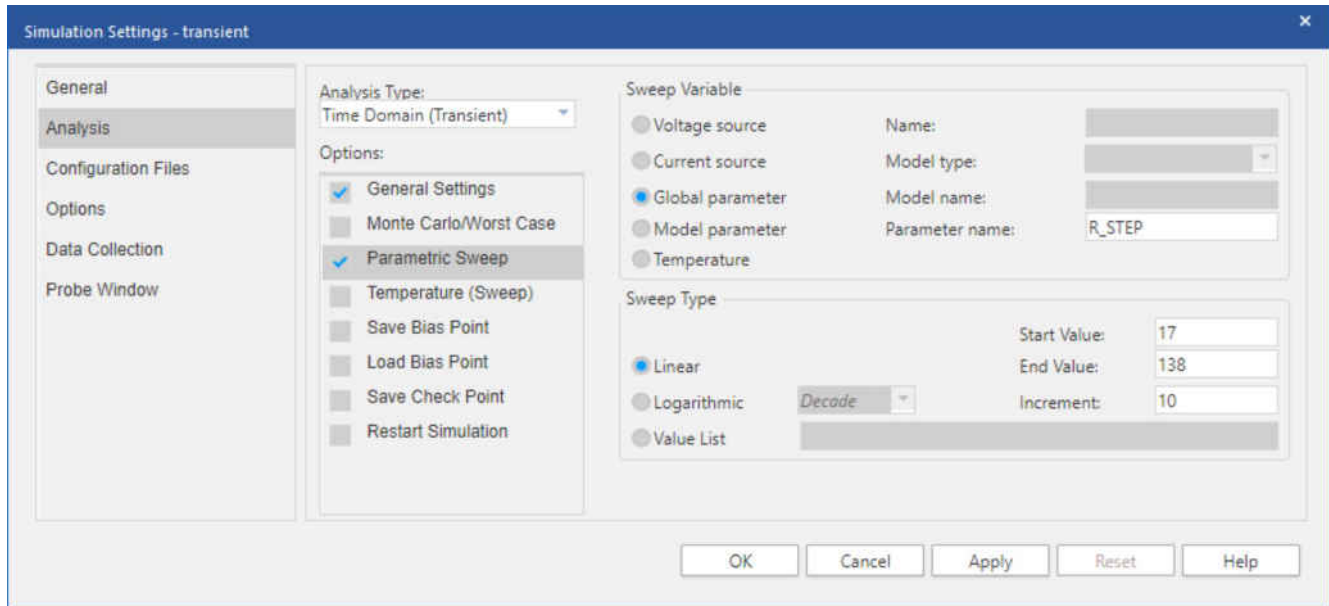 Simulation Settings - transient
×
General
Analysis
Configuration Files
Options
Data Collection
Probe Window
Analysis Type:
Time Domain (Transient)
Options:
General Settings
Monte Carlo/Worst Case
Parametric Sweep
Temperature (Sweep)
Save Bias Point
Load Bias Point
Save Check Point
Restart Simulation
Sweep Variable
Voltage source Name:
Current source Model type:
Global parameter Model name:
Model parameter Parameter name: R_STEP
Temperature
Sweep Type
Start Value: 17
Linear End Value: 138
Logarithmic Decade Increment: 10
Value List
OK Cancel Apply Reset Help